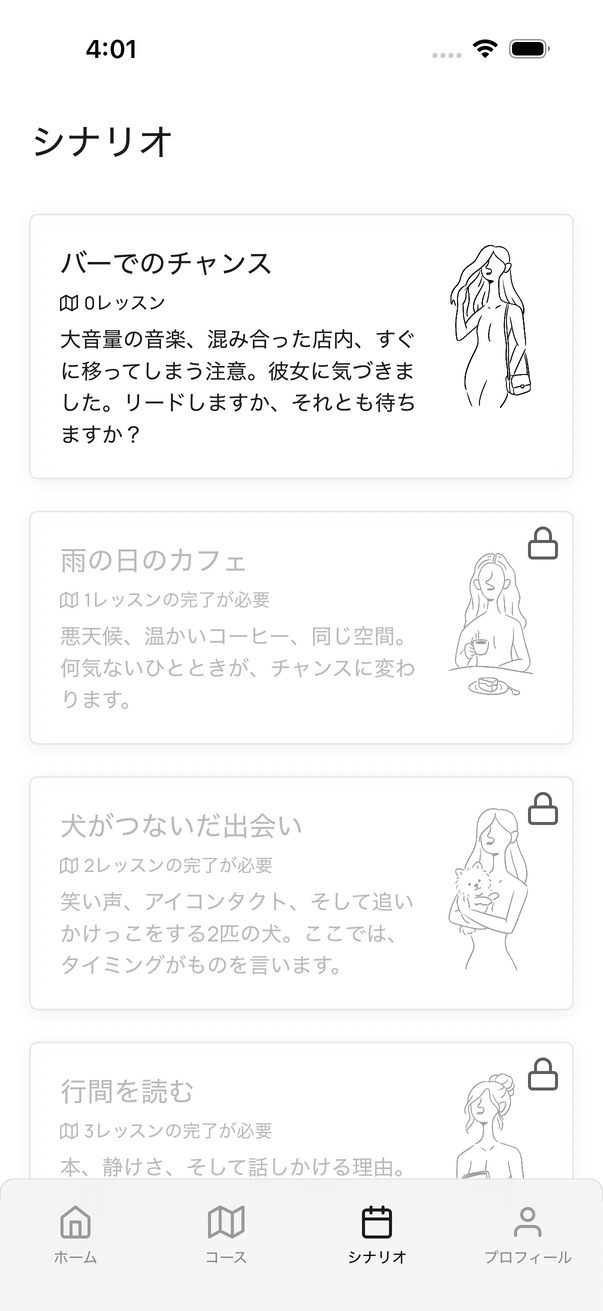 4:01
シナリオ
バーでのチャンス
0レッスン
大音量の音楽、混み合った店内、すぐ
に移ってしまう注意。彼女に気づきま
した。リードしますか、それとも待ち
ますか？
雨の日のカフェ
1レッスンの完了が必要
悪天候、温かいコーヒー、同じ空間。
何気ないひとときが、チャンスに変わ
ります。
犬がつないだ出会い
2レッスンの完了が必要
笑い声、アイコンタクト、そして追い
かけっこをする2匹の犬。ここでは、
タイミングがものを言います。
行間を読む
3レッスンの完了が必要
本、静けさ、そして話しかける理由。
ホーム
コース
シナリオ
プロフィール